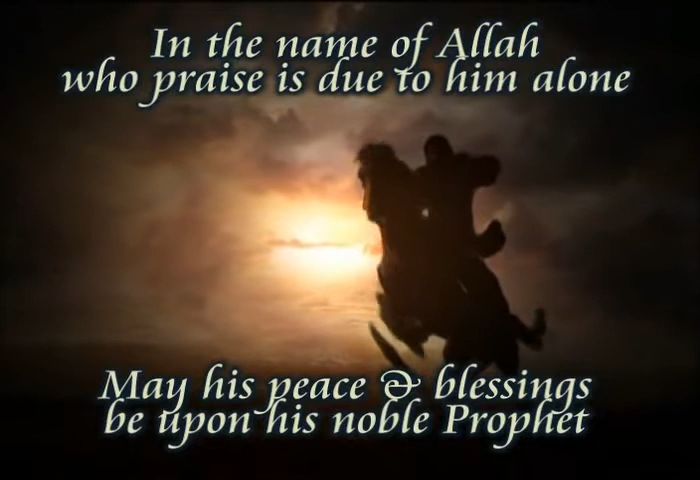 In the name of Allah
who praise is due to him alone
May his peace & blessings
be upon his noble Prophet